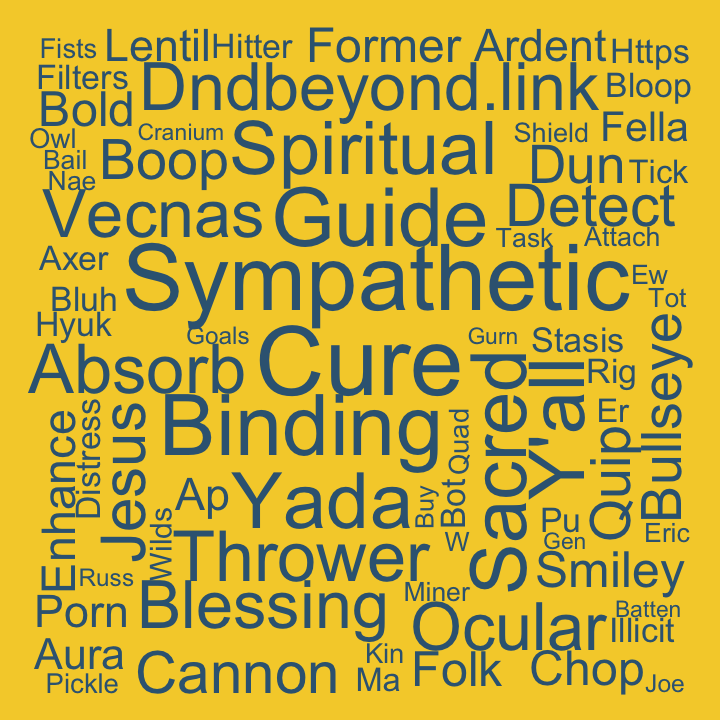 Fists Lentil Hitter Former Ardent Https
Filters Dndbeyond.link Bloop
Bold
Owl Cranium Spiritual Shield Fella
Bail Boop Dun Tick
Nae
Vecnas Guide Detect
Task Attach
Axer Sympathetic Ew
Bluh Tot
Hyuk
Goals Cure Gurn Stasis
Absorb Rig
Bullseye
Sacred
Y'all
Er
Binding
Enhance
Distress
Jesus
Quad
Quip
Ap Yada
Buy
Bot
Pu
Wilds
Thrower W Gen Eric
Russ Smiley
Porn Blessing Miner
Ocular Batten
Illicit
Aura Cannon Kin Folk Chop
Pickle Ma Joe